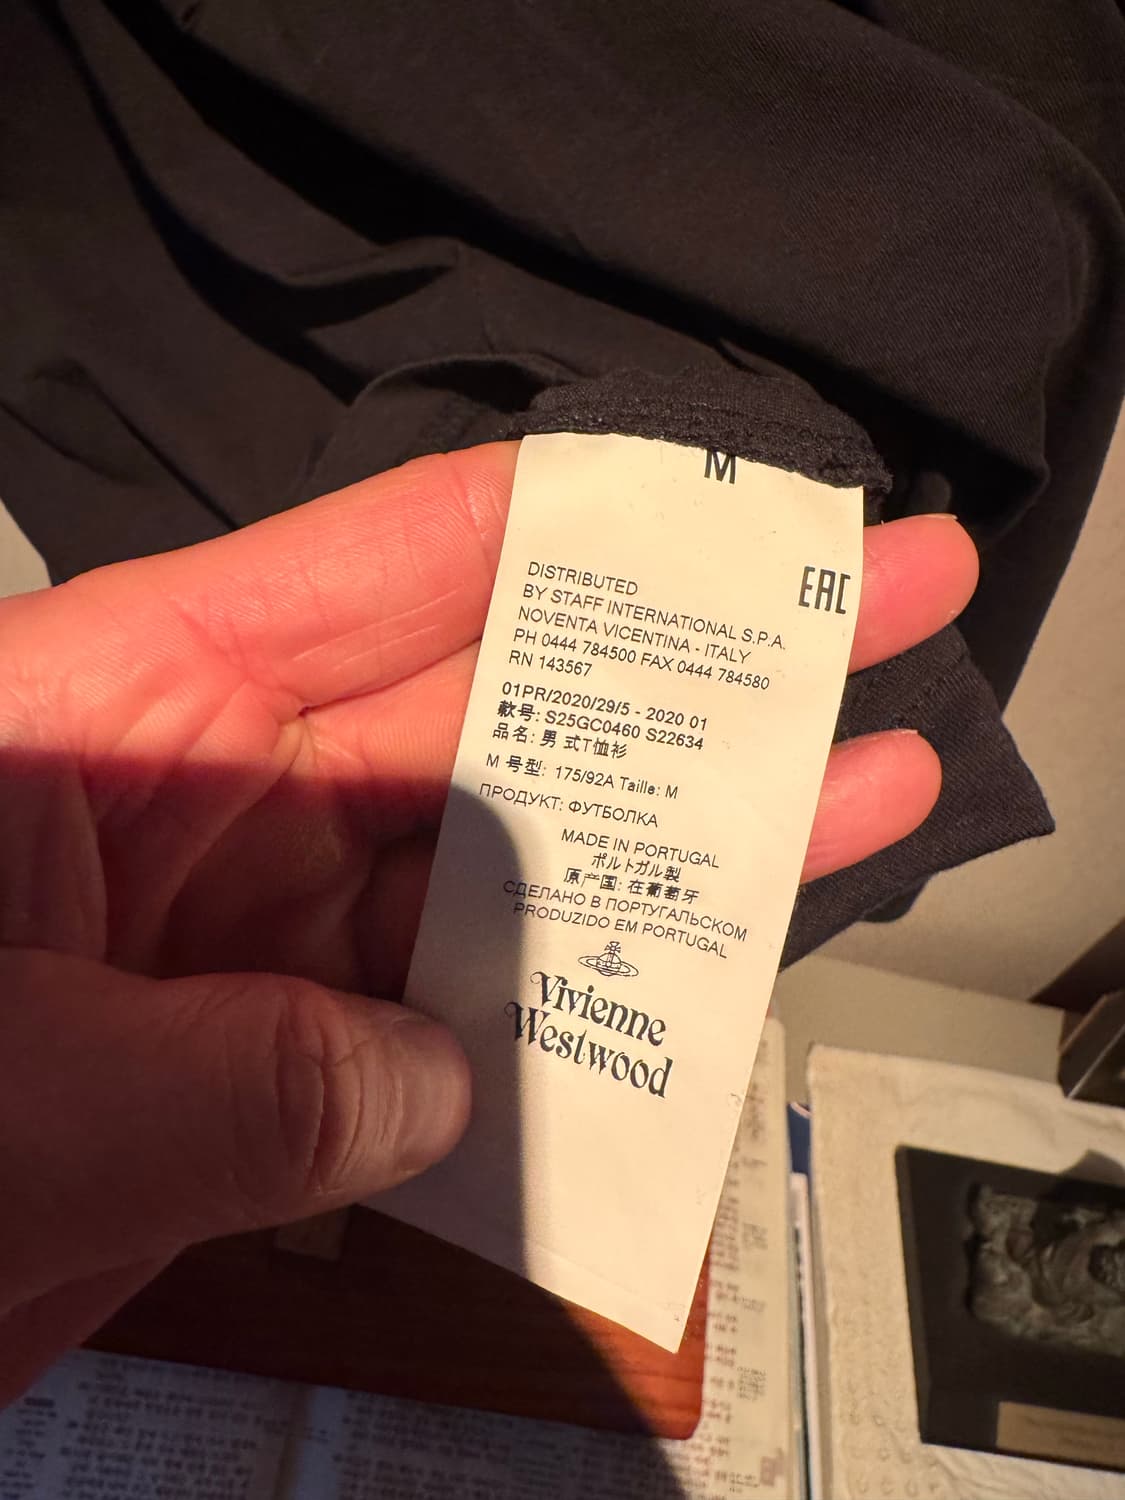 M
EAC
DISTRIBUTED
BY STAFF INTERNATIONAL S.P.A.
NOVENTA VICENTINA - ITALY
PH 0444 784500 FAX 0444 784580
RN 143567
01PR/2020/29/5 - 2020 01
款号: S25GC0460 S22634
品名: 男 式T恤衫
M 号型: 175/92A Taille: M
ПРОДУКТ: ФУТБОЛКА
MADE IN PORTUGAL
ポルトガル製
原产国: 在葡萄牙
СДЕЛАНО В ПОРТУГАЛЬСКОМ
PRODUZIDO EM PORTUGAL
Vivienne
Westwood